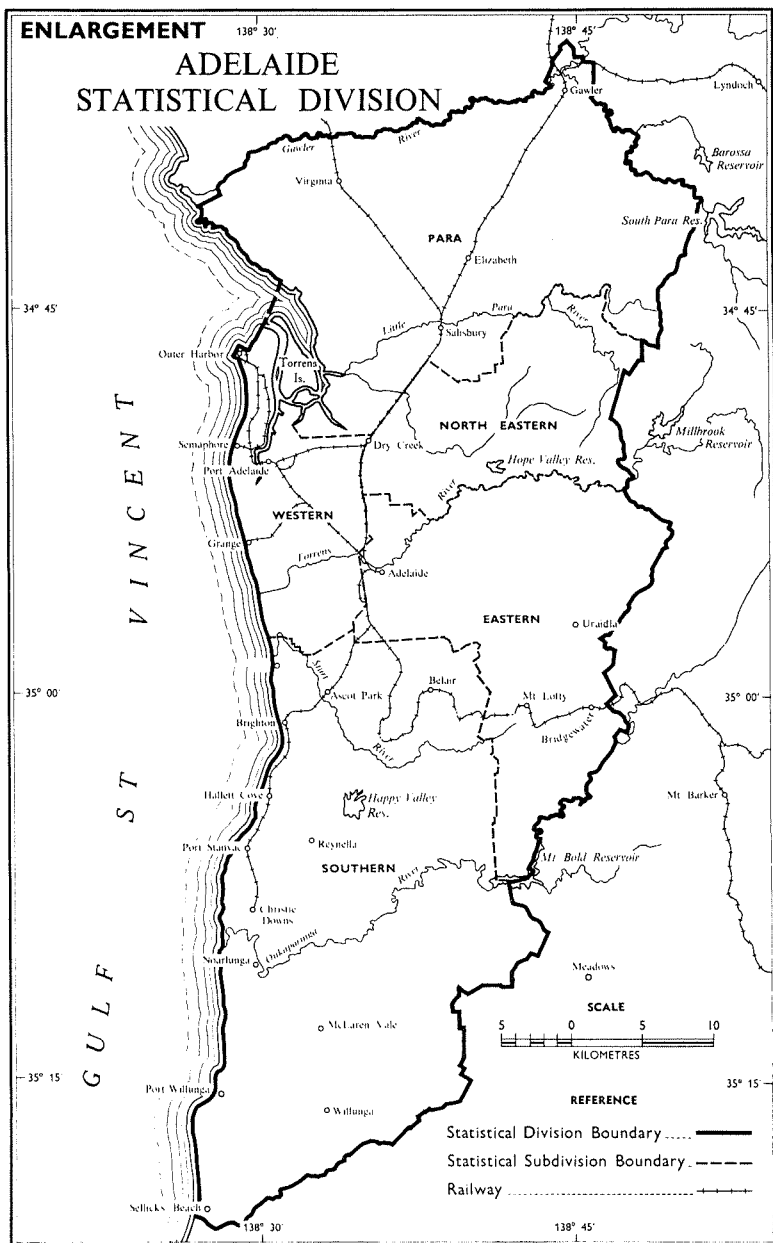 ENLARGEMENT
138° 30'
138° 45'
ADELAIDE
STATISTICAL DIVISION
Gawler
Lyndoch
Gawler River
Barossa
Reservoir
Virginia
South Para Res.
PARA
Elizabeth
34° 45'
34° 45'
Little Para River
Salisbury
Outer Harbor
Torrens
Is.
NORTH EASTERN
Millbrook
Reservoir
Semaphore
Dry Creek
Port Adelaide
Hope Valley Res.
River
WESTERN
Grange
Torrens
Adelaide
EASTERN
Uraidla
Sturt
35° 00'
35° 00'
Ascot Park
Belair
Mt Lofty
Brighton
Bridgewater
River
Hallett Cove
Happy Valley
Res.
Mt Barker
Port Stanvac
Reynella
Mt Bold Reservoir
SOUTHERN
River
Christie
Downs
Onkaparinga
Noarlunga
Meadows
GULF ST VINCENT
SCALE
McLaren Vale
5 0 5 10
KILOMETRES
35° 15'
35° 15'
Port Willunga
REFERENCE
Willunga
Statistical Division Boundary
Statistical Subdivision Boundary
Railway
Sellicks Beach
138° 30'
138° 45'